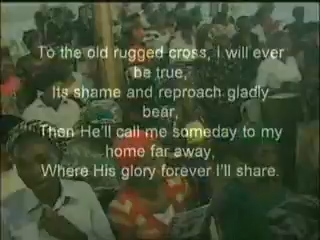 To the old rugged cross, I will ever
be true,
Its shame and reproach gladly
bear,
Then He'll call me someday to my
home far away,
Where His glory forever I'll share.